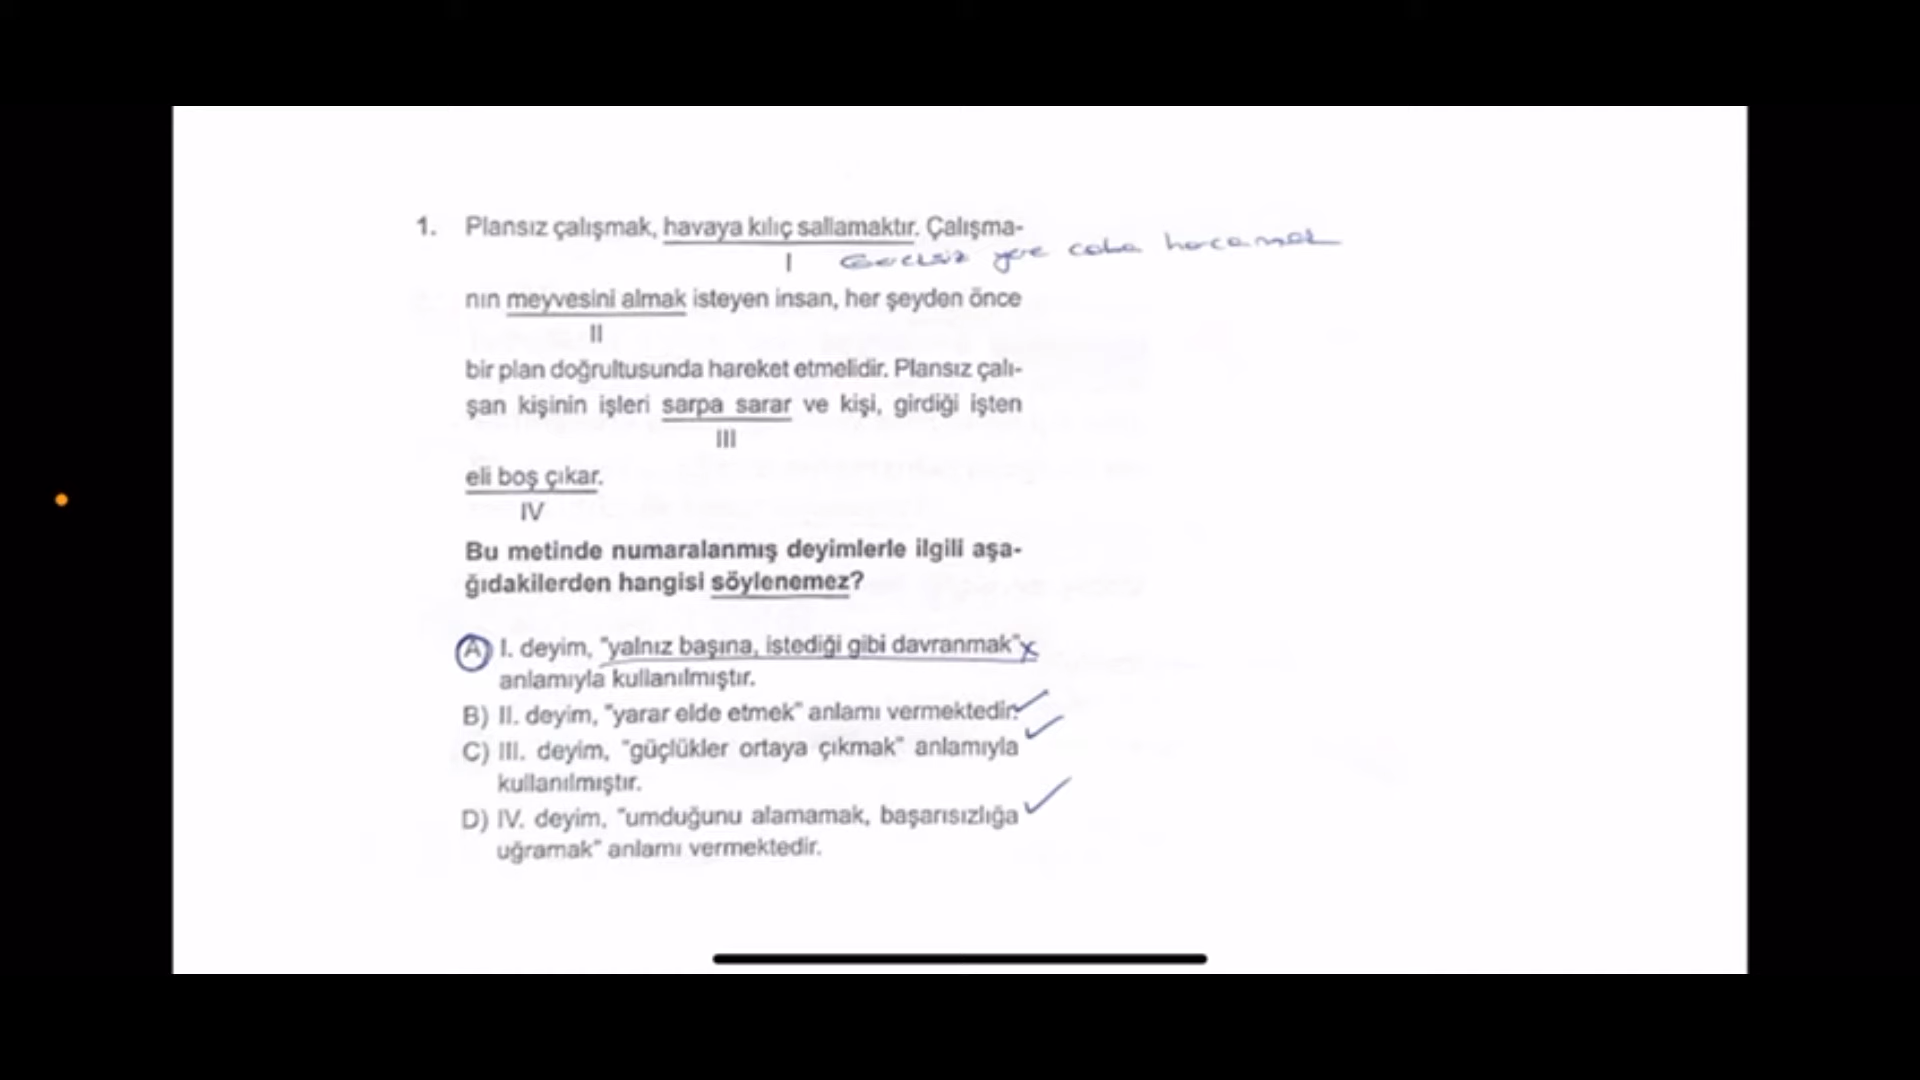 1. Plansız çalışmak, havaya kılıç sallamaktır. Çalışma-
I Gereksiz yere çaba harcamak
nın meyvesini almak isteyen insan, her şeyden önce
II
bir plan doğrultusunda hareket etmelidir. Plansız çalı-
şan kişinin işleri sarpa sarar ve kişi, girdiği işten
III
eli boş çıkar.
IV
Bu metinde numaralanmış deyimlerle ilgili aşa-
ğıdakilerden hangisi söylenemez?
A) I. deyim, "yalnız başına, istediği gibi davranmak"
anlamıyla kullanılmıştır.
B) II. deyim, "yarar elde etmek" anlamı vermektedir.
C) III. deyim, "güçlükler ortaya çıkmak" anlamıyla
kullanılmıştır.
D) IV. deyim, "umduğunu alamamak, başarısızlığa
uğramak" anlamı vermektedir.